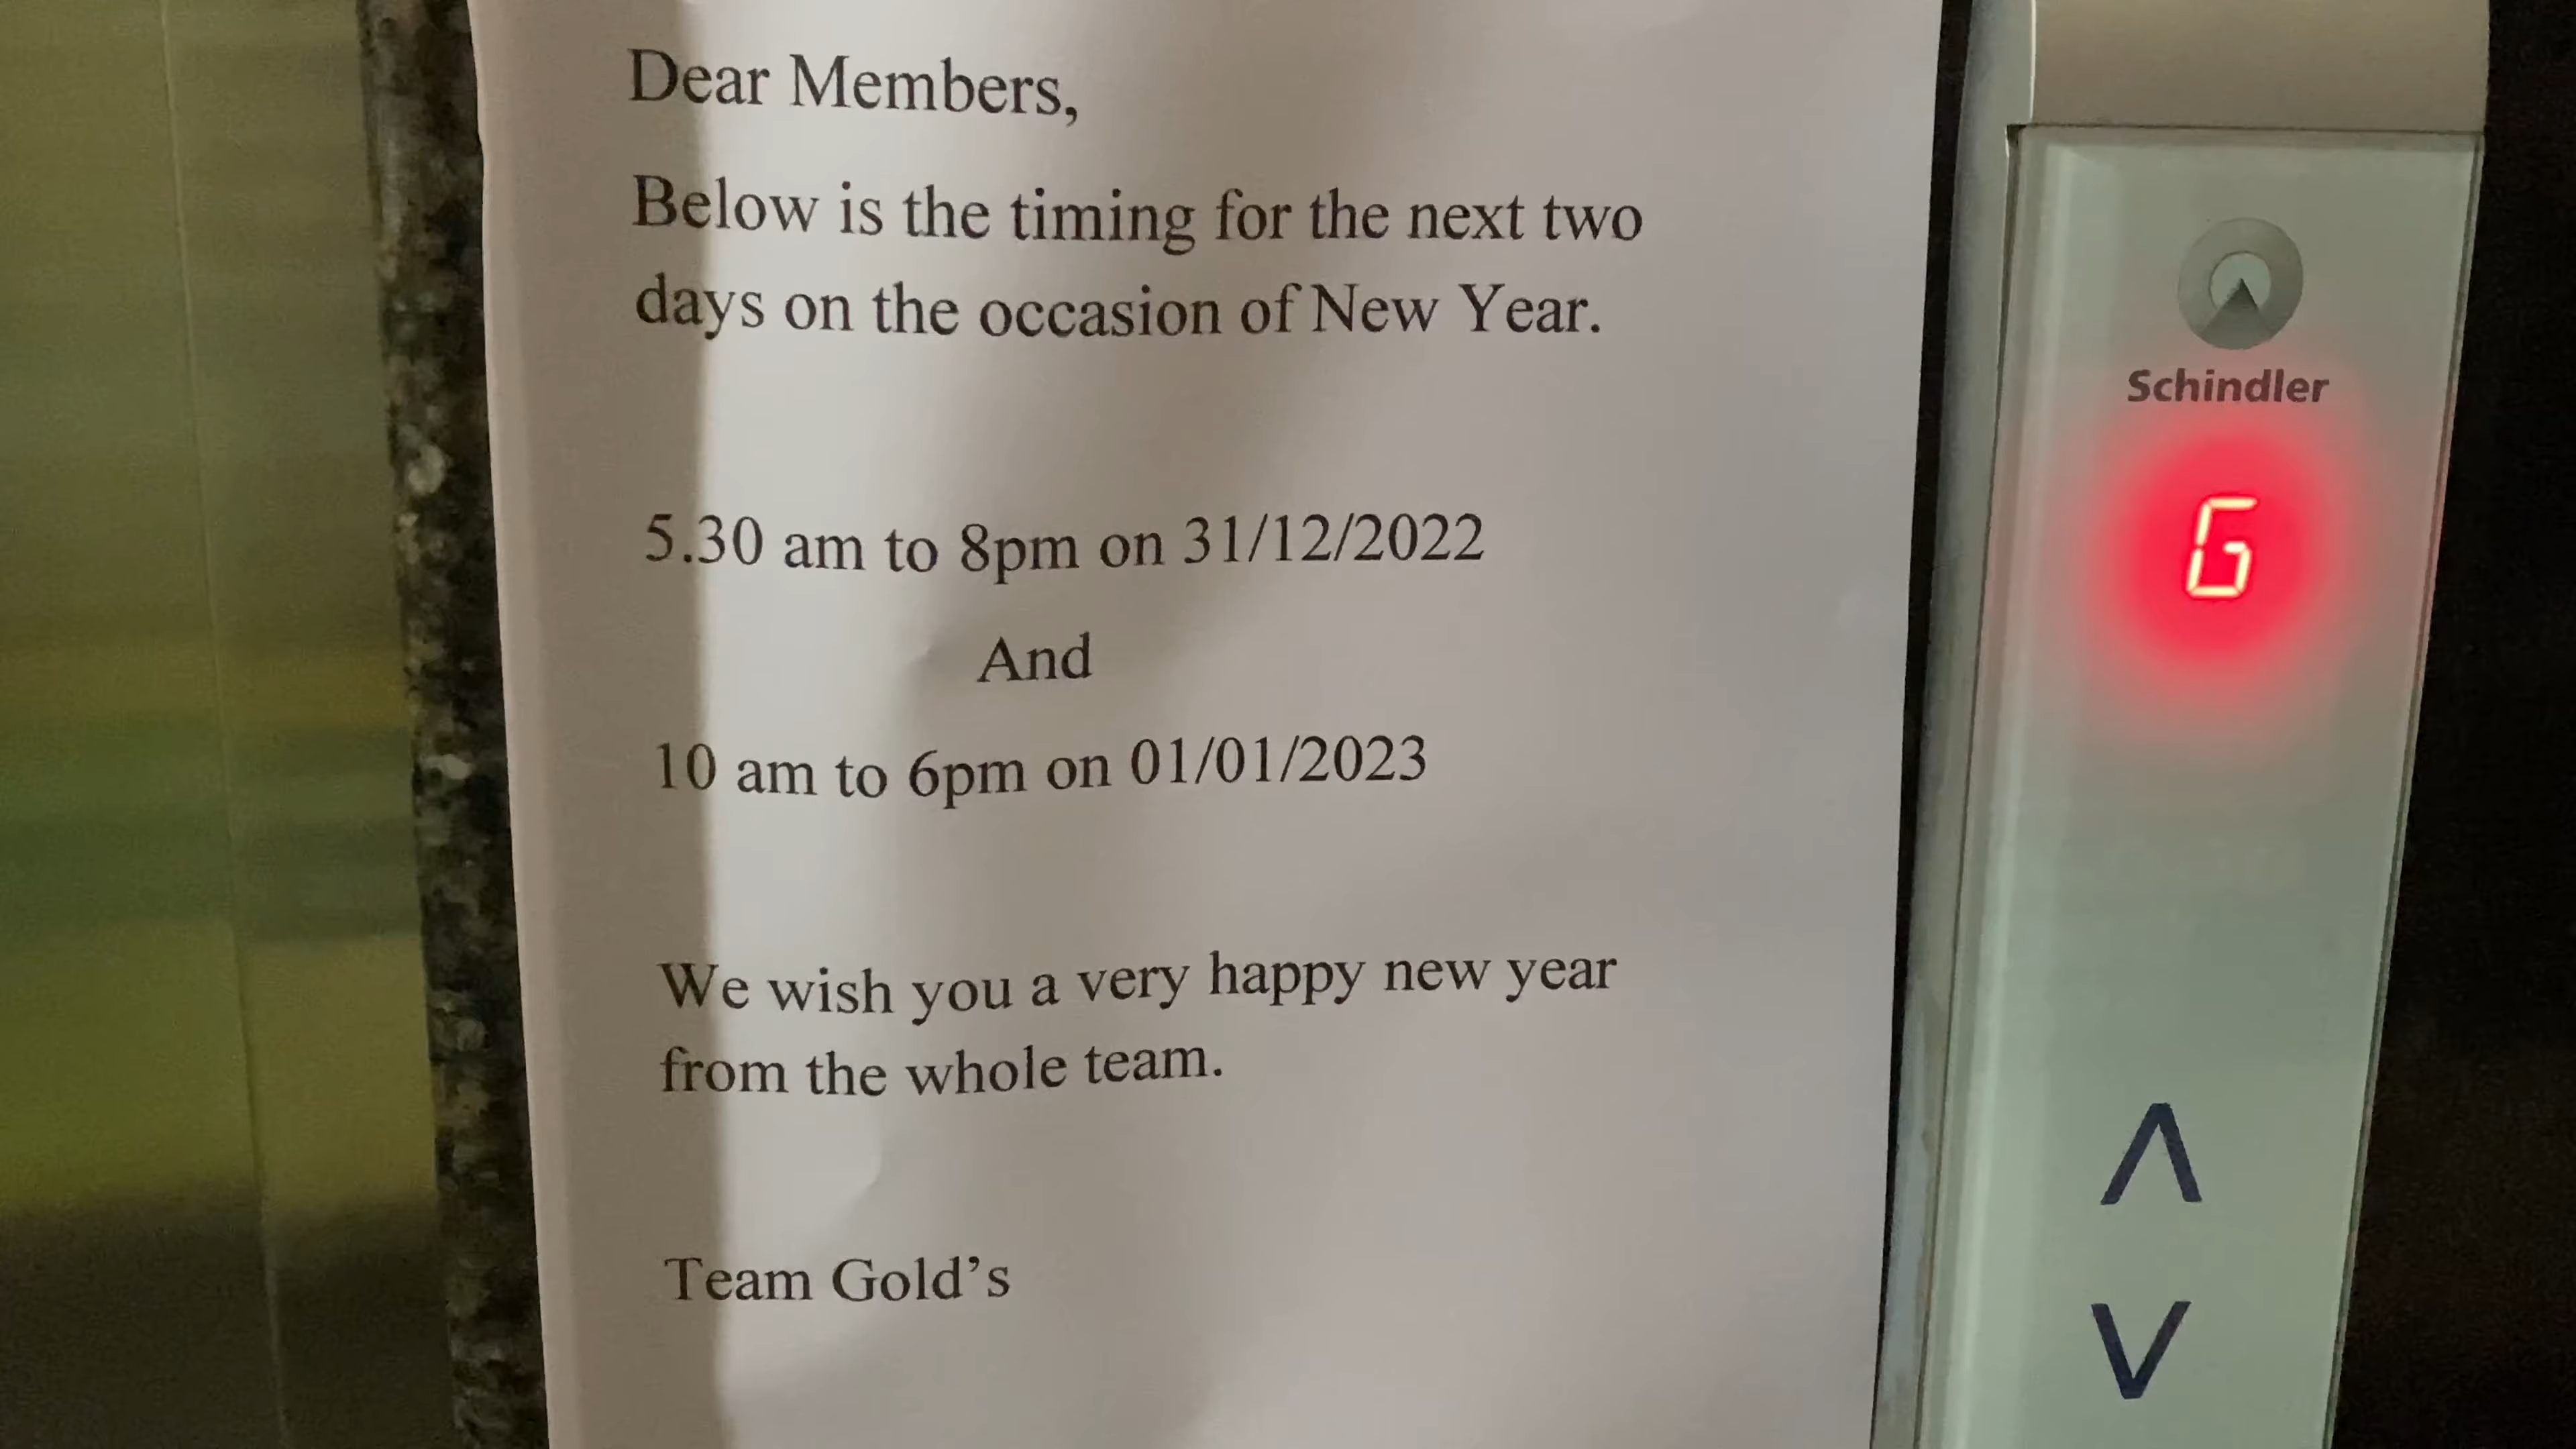 Dear Members,
Below is the timing for the next two
days on the occasion of New Year.
5.30 am to 8pm on 31/12/2022
And
10 am to 6pm on 01/01/2023
We wish you a very happy new year
from the whole team.
Team Gold’s
Schindler
G